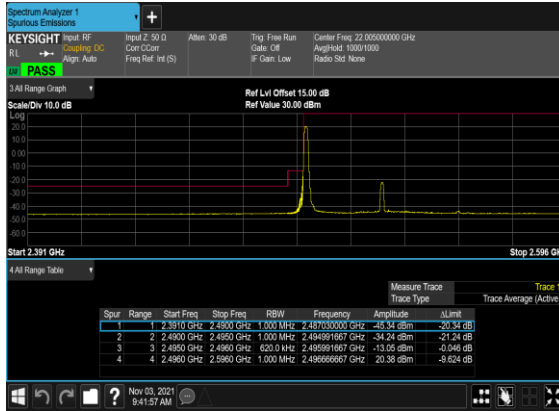 Spectrum Analyzer 1
Spurious Emissions
KEYSIGHT
RL
Input: RF
Coupling: DC
Align: Auto
Input Z: 50 Ω
Corr CCorr
Freq Ref: Int (S)
Atten: 30 dB
Trig: Free Run
Gate: Off
IF Gain: Low
Center Freq: 22.005000000 GHz
Avg|Hold: 1000/1000
Radio Std: None
PASS
3 All Range Graph
Scale/Div 10.0 dB
Ref Lvl Offset 15.00 dB
Ref Value 30.00 dBm
Log
20.0
10.0
0.00
-10.0
-20.0
-30.0
-40.0
-50.0
-60.0
Start 2.391 GHz
Stop 2.596 GH
4 All Range Table
Measure Trace Trace 1
Trace Type Trace Average (Active
Spur Range Start Freq Stop Freq RBW Frequency Amplitude ΔLimit
1 1 2.3910 GHz 2.4900 GHz 1.000 MHz 2.487030000 GHz -45.34 dBm -20.34 dB
2 2 2.4900 GHz 2.4950 GHz 1.000 MHz 2.494991667 GHz -34.24 dBm -21.24 dB
3 3 2.4950 GHz 2.4960 GHz 620.0 kHz 2.495991667 GHz -13.05 dBm -0.046 dB
4 4 2.4960 GHz 2.5960 GHz 1.000 MHz 2.496666667 GHz 20.38 dBm -9.624 dB
Nov 03, 2021
9:41:57 AM